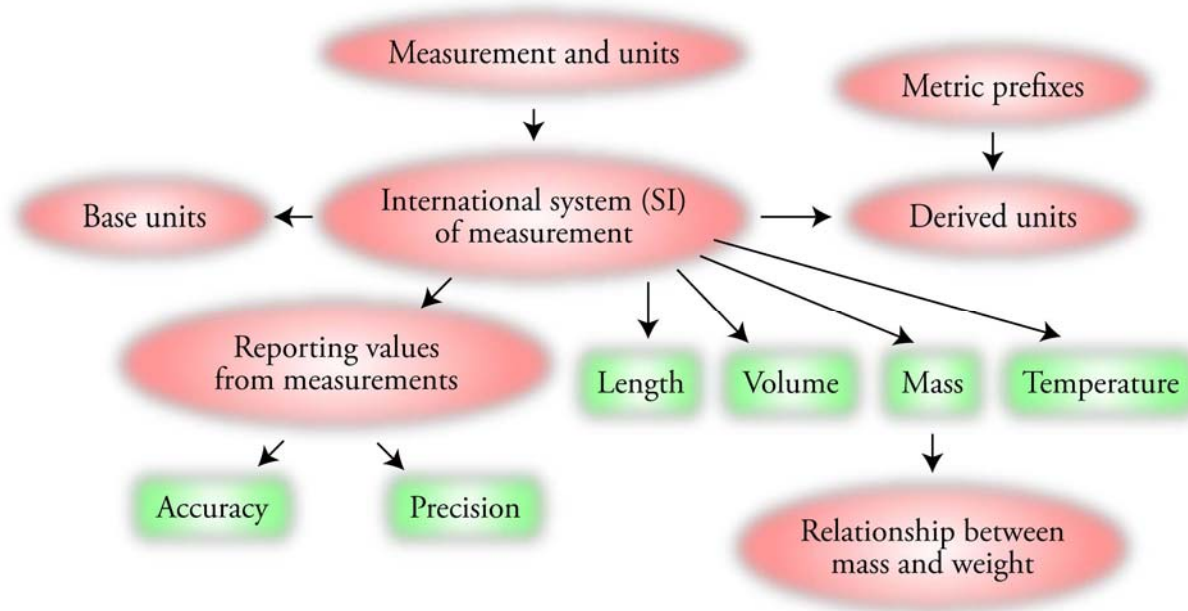 Measurement and units
Metric prefixes
Base units
International system (SI)
of measurement
Derived units
Reporting values
from measurements
Length
Volume
Mass
Temperature
Accuracy
Precision
Relationship between
mass and weight